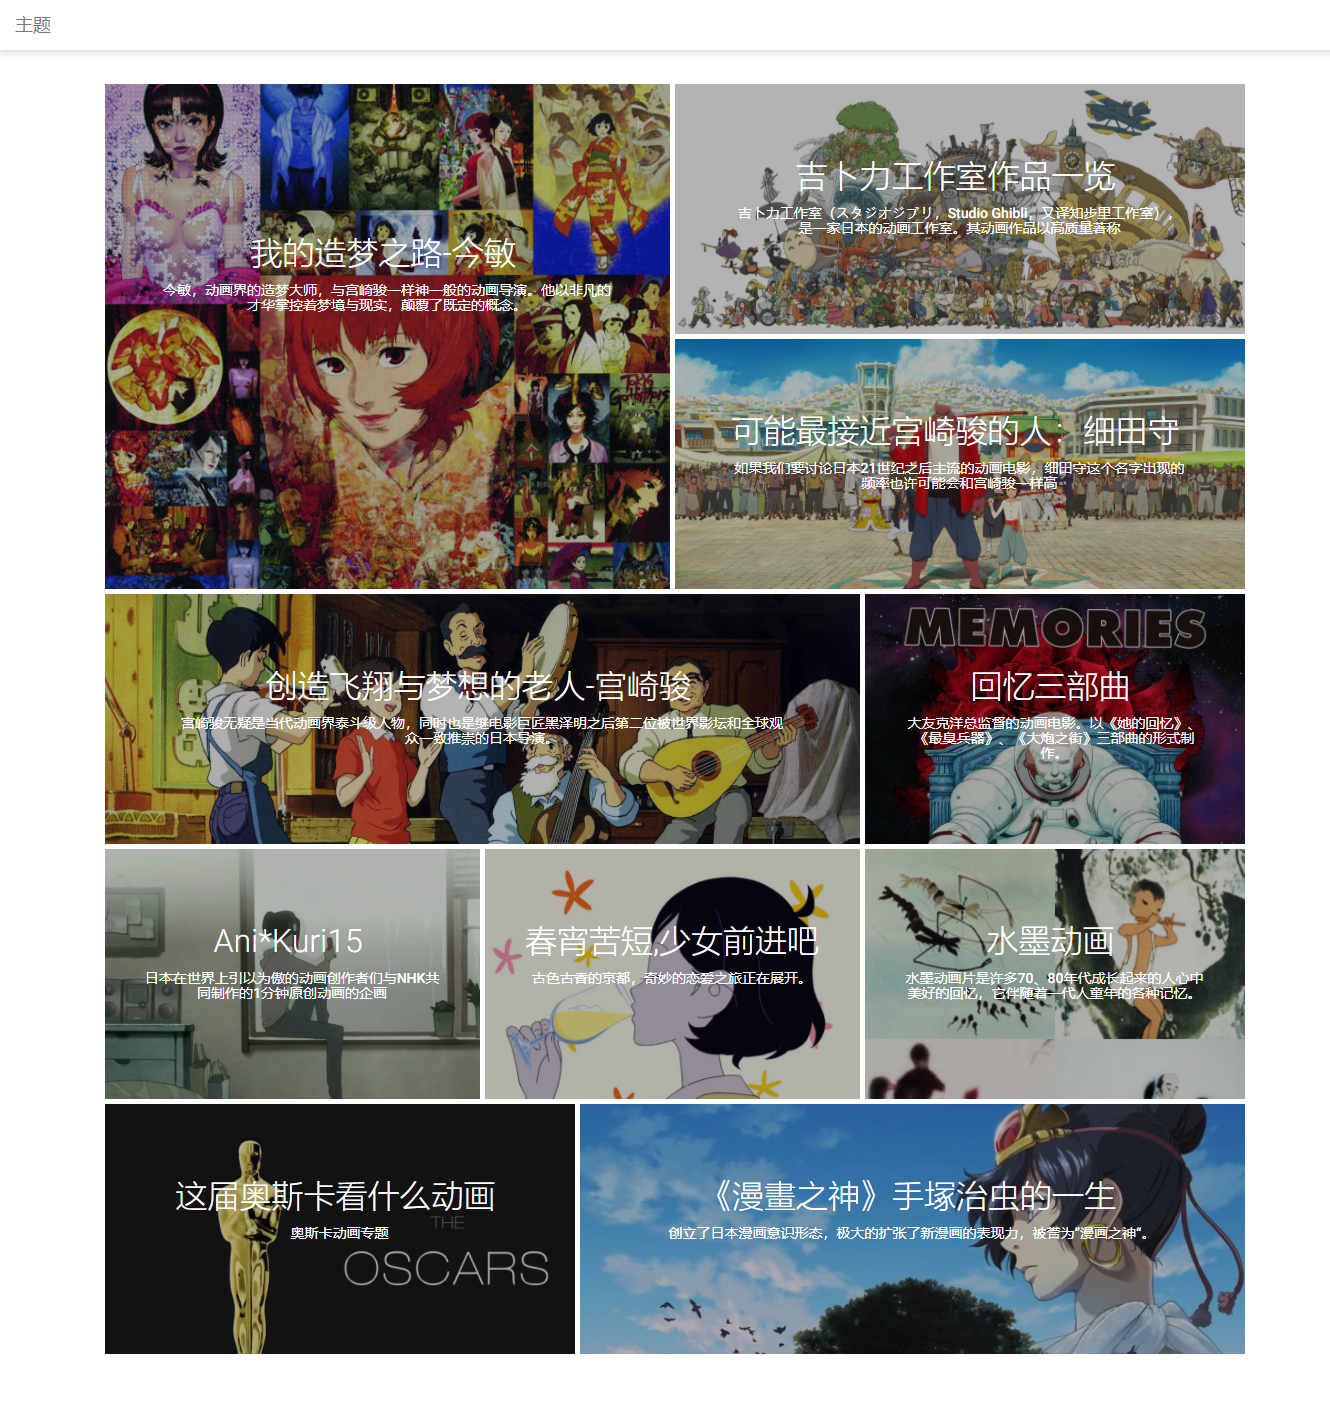 主题
我的造梦之路-今敏
今敏，动画界的造梦大师，与宫崎骏一样神一般的动画导演。他以非凡的
才华掌控着梦境与现实，颠覆了既定的概念。
吉卜力工作室作品一览
吉卜力工作室（スタジオジブリ，Studio Ghibli，又译知步里工作室），
是一家日本的动画工作室。其动画作品以高质量著称
可能最接近宫崎骏的人：细田守
如果我们要讨论日本21世纪之后主流的动画电影，细田守这个名字出现的
频率也许可能会和宫崎骏一样高
创造飞翔与梦想的老人-宫崎骏
宫崎骏无疑是当代动画界泰斗级人物，同时也是继电影巨匠黑泽明之后第二位被世界影坛和全球观
众一致推崇的日本导演。
MEMORIES
回忆三部曲
大友克洋总监督的动画电影。以《她的回忆》、
《最臭兵器》、《大炮之街》三部曲的形式制
作。
Ani*Kuri15
日本在世界上引以为傲的动画创作者们与NHK共
同制作的1分钟原创动画的企画
春宵苦短,少女前进吧
古色古香的京都，奇妙的恋爱之旅正在展开。
水墨动画
水墨动画片是许多70、80年代成长起来的人心中
美好的回忆，它伴随着一代人童年的各种记忆。
这届奥斯卡看什么动画
奥斯卡动画专题
THE
OSCARS
《漫畫之神》手塚治虫的一生
创立了日本漫画意识形态，极大的扩张了新漫画的表现力，被誉为“漫画之神“。